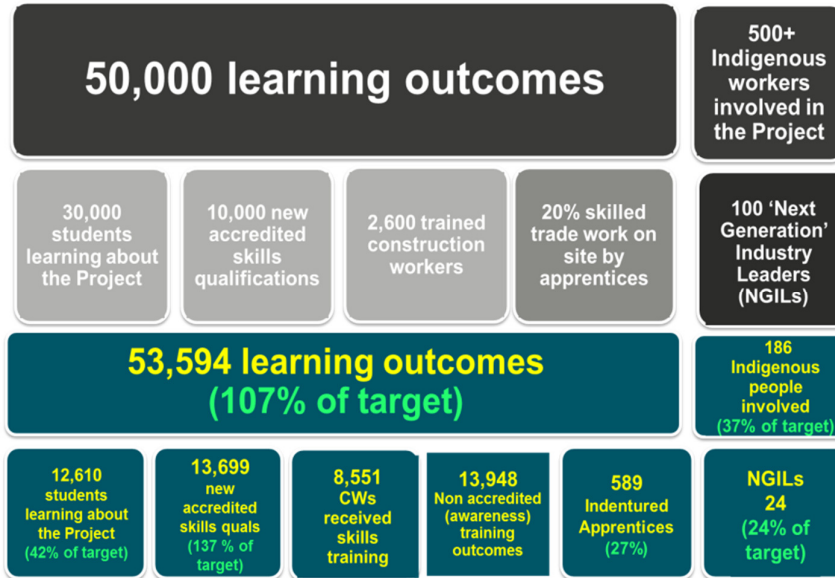 50,000 learning outcomes
500+
Indigenous
workers
involved in
the Project
30,000
students
learning about
the Project
10,000 new
accredited
skills
qualifications
2,600 trained
construction
workers
20% skilled
trade work on
site by
apprentices
100 ‘Next
Generation’
Industry
Leaders
(NGILs)
53,594 learning outcomes
(107% of target)
186
Indigenous
people
involved
(37% of target)
12,610
students
learning about
the Project
(42% of target)
13,699
new
accredited
skills quals
(137 % of
target)
8,551
CWs
received
skills
training
13,948
Non accredited
(awareness)
training
outcomes
589
Indentured
Apprentices
(27%)
NGILs
24
(24% of
target)